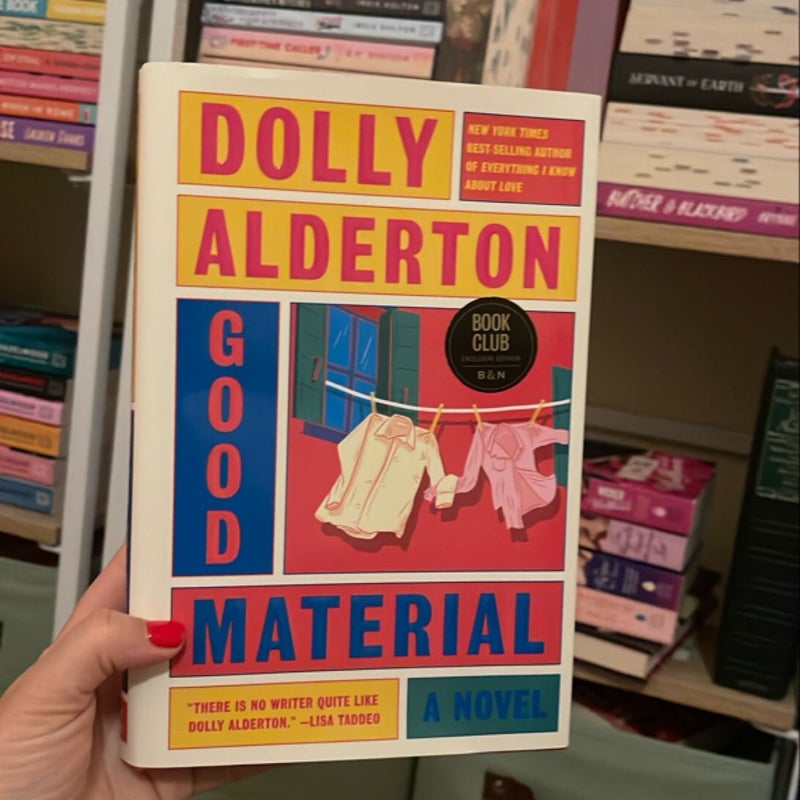 DOLLY
ALDERTON
NEW YORK TIMES
BEST-SELLING AUTHOR
OF EVERYTHING I KNOW
ABOUT LOVE
GOOD
MATERIAL
BOOK
CLUB
EXCLUSIVE EDITION
B&N
"THERE IS NO WRITER QUITE LIKE
DOLLY ALDERTON." —LISA TADDEO
A NOVEL
FIRST-TIME CALLER
SERVANT OF EARTH
BUTCHER & BLACKBIRD